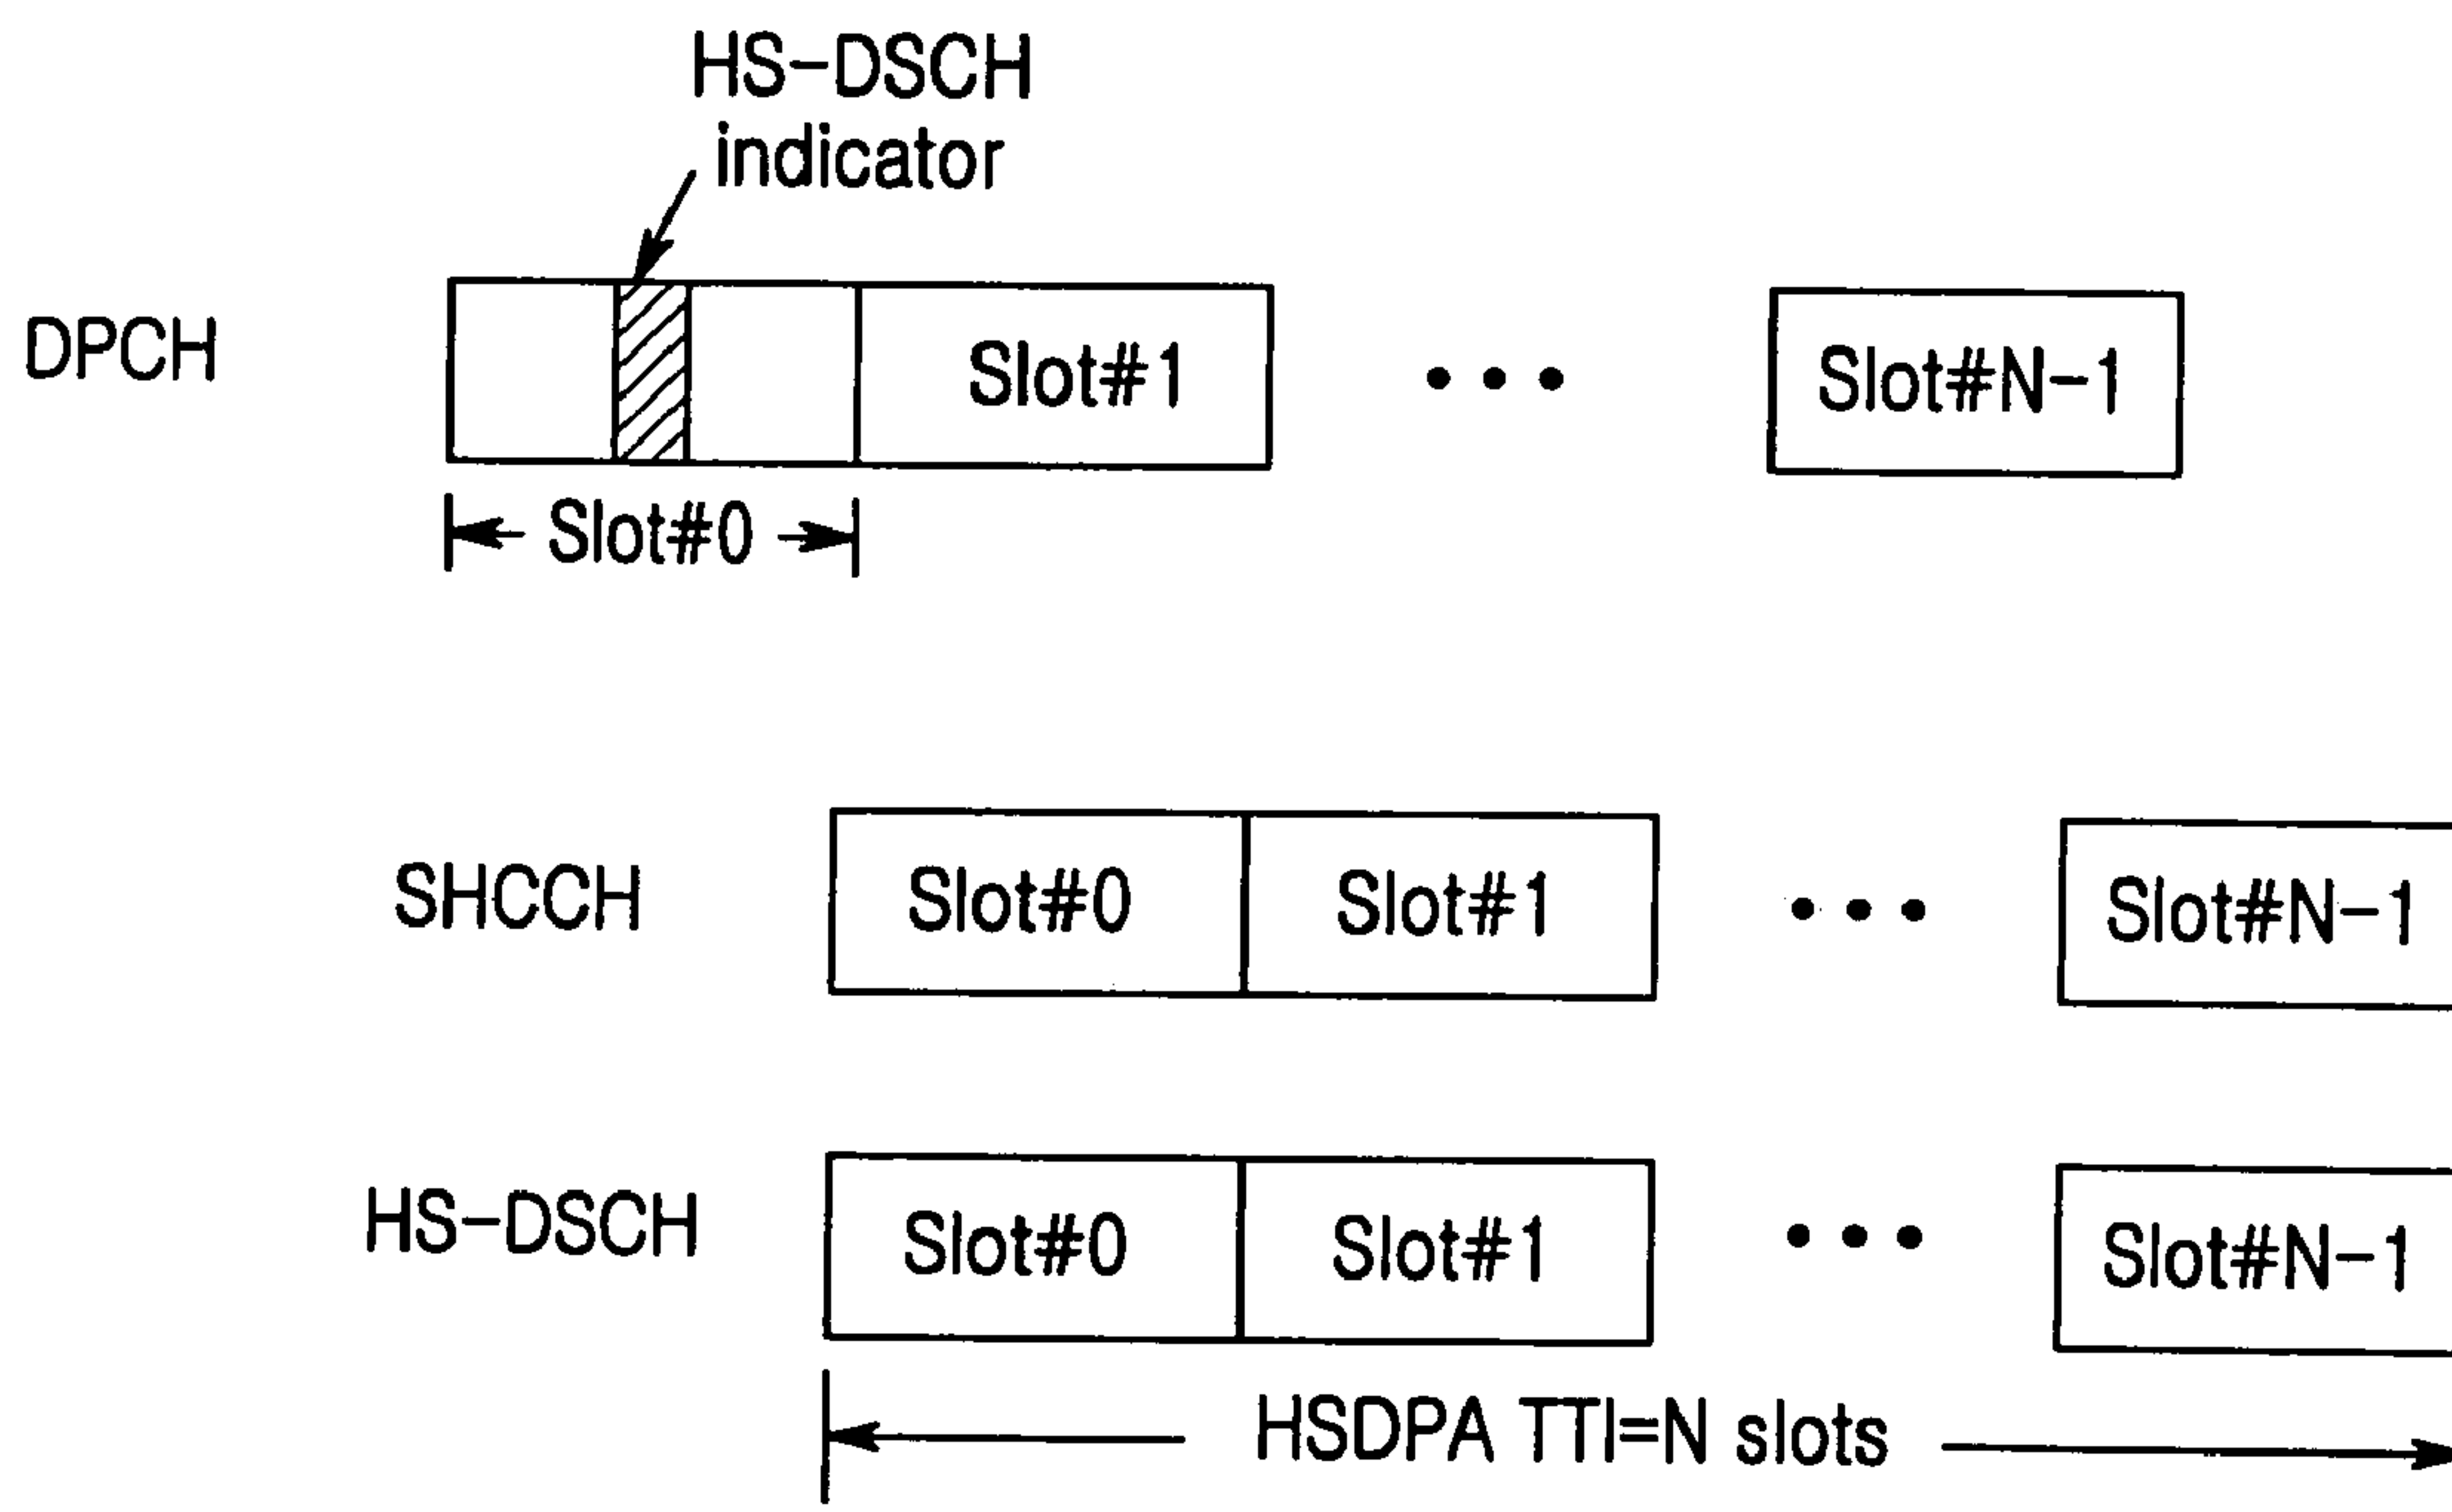 HS-DSCH
indicator
DPCH
Slot#1
• • •
Slot#N-1
Slot#0
SHCCH
Slot#0
Slot#1
• • •
Slot#N-1
HS-DSCH
Slot#0
Slot#1
• • •
Slot#N-1
HSDPA TTI=N slots